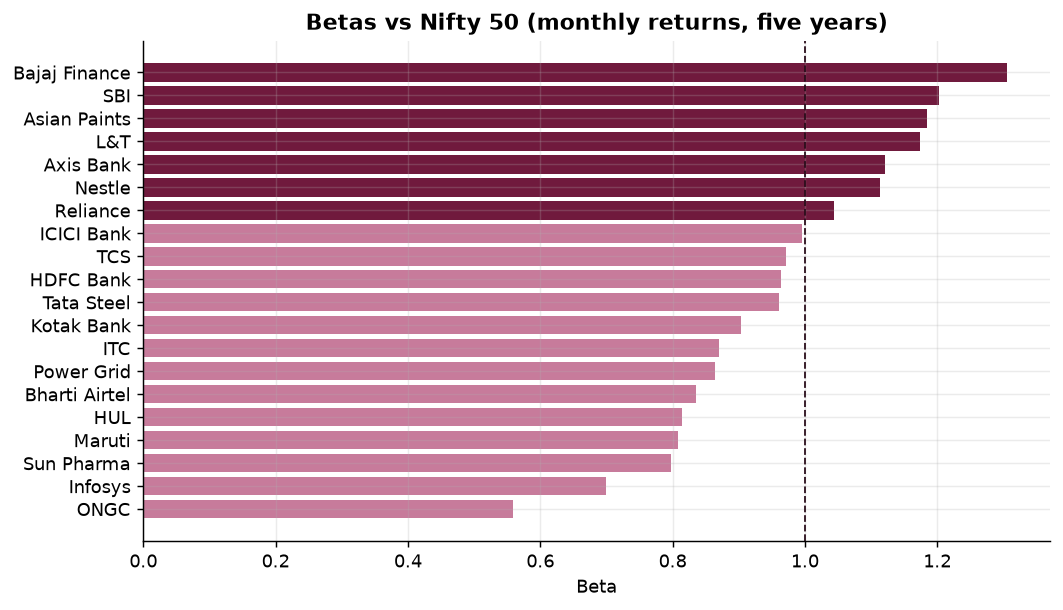 Betas vs Nifty 50 (monthly returns, five years)
Bajaj Finance
SBI
Asian Paints
L&T
Axis Bank
Nestle
Reliance
ICICI Bank
TCS
HDFC Bank
Tata Steel
Kotak Bank
ITC
Power Grid
Bharti Airtel
HUL
Maruti
Sun Pharma
Infosys
ONGC
0.0 0.2 0.4 0.6 0.8 1.0 1.2
Beta